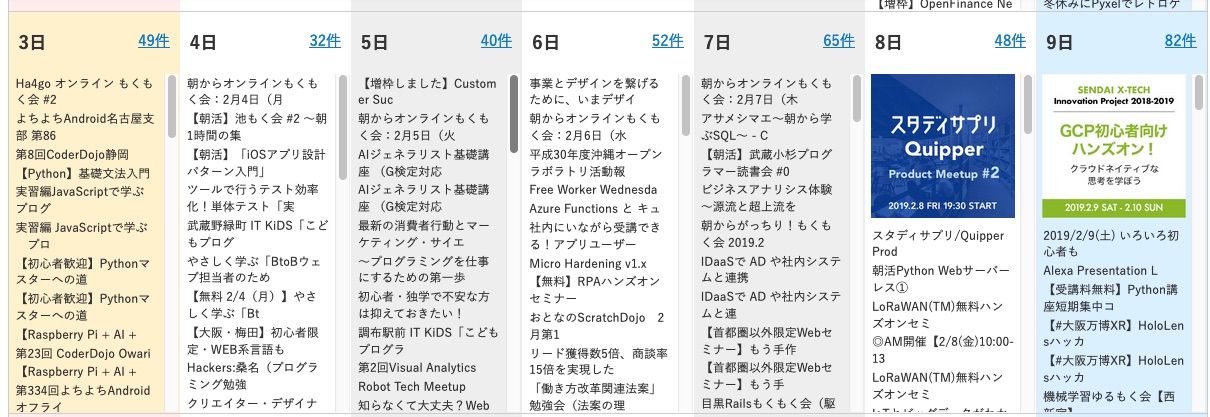 【増枠】OpenFinance Ne
冬休みにPyxelでレトロゲ
3日
49件
Ha4go オンライン もくも
く会 #2
よちよちAndroid名古屋支
部 第86
第8回CoderDojo静岡
【Python】基礎文法入門
実習編JavaScriptで学ぶ
プログ
実習編 JavaScriptで学ぶ
プロ
【初心者歓迎】Pythonマ
スターへの道
【初心者歓迎】Pythonマ
スターへの道
【Raspberry Pi + AI +
第23回 CoderDojo Owari
【Raspberry Pi + AI +
第334回よちよちAndroid
オフライ
4日
32件
朝からオンラインもくも
く会：2月4日（月
【朝活】池もく会 #2 〜朝
1時間の集
【朝活】「iOSアプリ設計
パターン入門」
ツールで行うテスト効率
化！単体テスト「実
武蔵野緑町 IT KiDS「こど
もプログ
やさしく学ぶ「BtoBウェ
ブ担当者のため
【無料 2/4（月）】やさ
しく学ぶ「Bt
【大阪・梅田】初心者限
定・WEB系言語も
Hackers:桑名（プログラ
ミング勉強
クリエイター・デザイナ
5日
40件
【増枠しました】Custom
er Suc
朝からオンラインもくも
く会：2月5日（火
AIジェネラリスト基礎講
座 （G検定対応
AIジェネラリスト基礎講
座 （G検定対応
最新の消費者行動とマー
ケティング・サイエ
〜プログラミングを仕事
にするための第一歩
初心者・独学で不安な方
は抑えておきたい！
調布駅前 IT KiDS「こども
プログラ
第2回Visual Analytics
Robot Tech Meetup
知らなくて大丈夫？Web
6日
52件
事業とデザインを繋げる
ために、いまデザイ
朝からオンラインもくも
く会：2月6日（水
平成30年度沖縄オープン
ラボラトリ活動報
Free Worker Wednesda
Azure Functions と キュ
社内にいながら受講でき
る！アプリユーザー
Micro Hardening v1.x
【無料】RPAハンズオン
セミナー
おとなのScratchDojo　2
月第1
リード獲得数5倍、商談率
15倍を実現した
「働き方改革関連法案」
勉強会（法案の理
7日
65件
朝からオンラインもくも
く会：2月7日（木
アサメシマエ〜朝から学
ぶSQL〜 - C
【朝活】武蔵小杉プログ
ラマー読書会 #0
ビジネスアナリシス体験
〜源流と超上流を
朝からがっちり！もくも
く会 2019.2
IDaaSで AD や社内システ
ムと連携
IDaaSで AD や社内システ
ムと連
【首都圏以外限定Webセ
ミナー】もう手作
【首都圏以外限定Webセ
ミナー】もう手
目黒Railsもくもく会（駆
8日
48件
スタディサプリ
Quipper
Product Meetup #2
2019.2.8 FRI 19:30 START
スタディサプリ/Quipper
Prod
朝活Python Webサーバー
レス①
LoRaWAN(TM)無料ハン
ズオンセミ
◎AM開催【2/8(金)10:00-
13
LoRaWAN(TM)無料ハン
ズオンセミ
9日
82件
SENDAI X-TECH
Innovation Project 2018-2019
GCP初心者向け
ハンズオン！
クラウドネイティブな
思考を学ぼう
2019.2.9 SAT - 2.10 SUN
2019/2/9(土) いろいろ初
心者も
Alexa Presentation L
【受講料無料】Python講
座短期集中コ
【#大阪万博XR】HoloLen
sハッカ
【#大阪万博XR】HoloLen
sハッカ
機械学習ゆるもく会【西